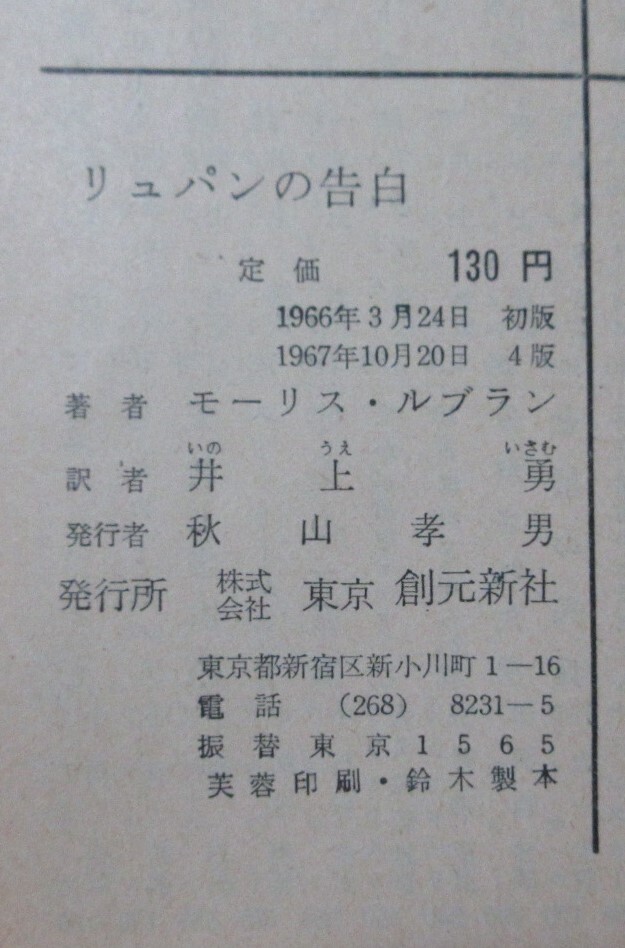 リュパンの告白
定価 130円
1966年3月24日 初版
1967年10月20日 4版
著者 モーリス・ルブラン
いの うえ いさむ
訳者 井上勇
発行者 秋山孝男
発行所 株式会社 東京創元新社
東京都新宿区新小川町1―16
電話 (268) 8231―5
振替東京1565
芙蓉印刷・鈴木製本